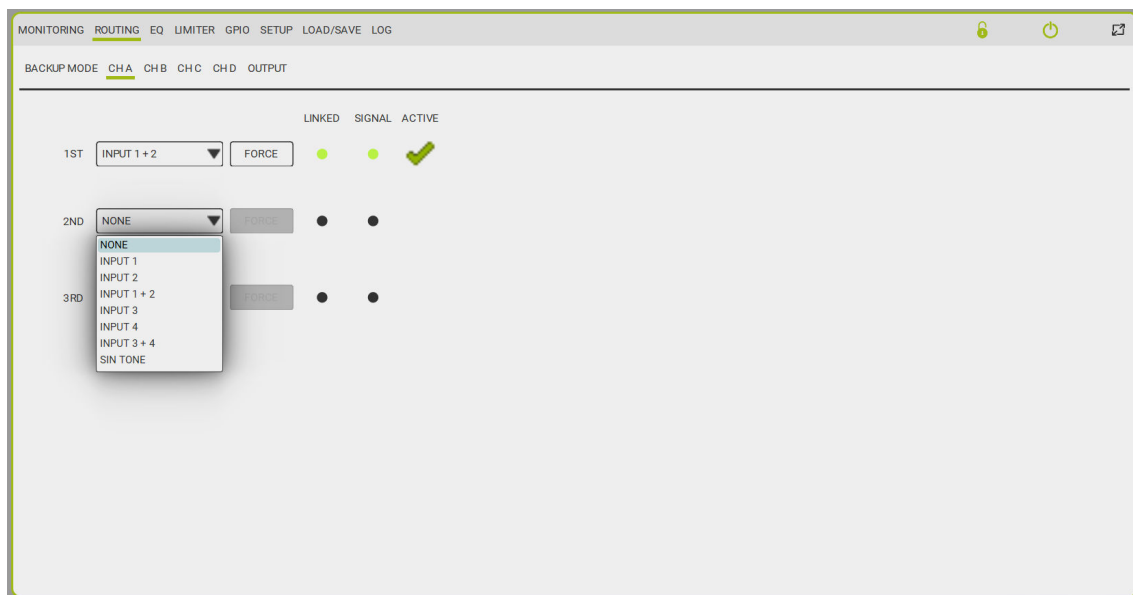 MONITORING ROUTING EQ LIMITER GPIO SETUP LOAD/SAVE LOG
BACKUP MODE CH A CH B CH C CH D OUTPUT
LINKED SIGNAL ACTIVE
1ST INPUT 1 + 2 FORCE
2ND NONE FORCE
NONE
INPUT 1
INPUT 2
INPUT 1 + 2
3RD FORCE
INPUT 3
INPUT 4
INPUT 3 + 4
SIN TONE